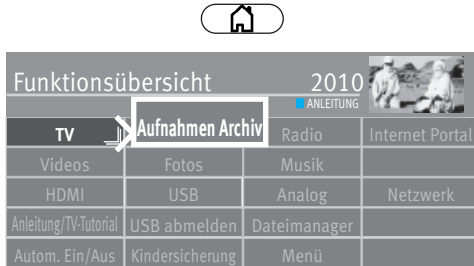 Funktionsübersicht 2010
ANLEITUNG
TV Aufnahmen Archiv Radio Internet Portal
Videos Fotos Musik
HDMI USB Analog Netzwerk
Anleitung/TV-Tutorial USB abmelden Dateimanager
Autom. Ein/Aus Kindersicherung Menü